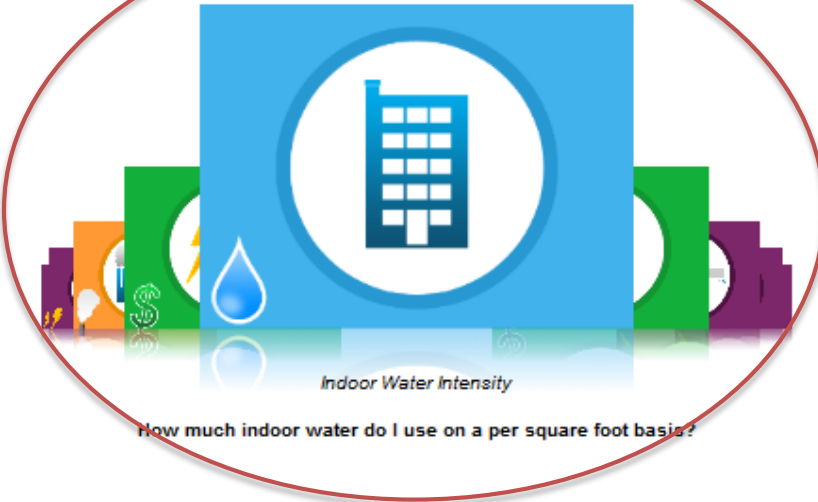 $
Indoor Water Intensity
How much indoor water do I use on a per square foot basis?